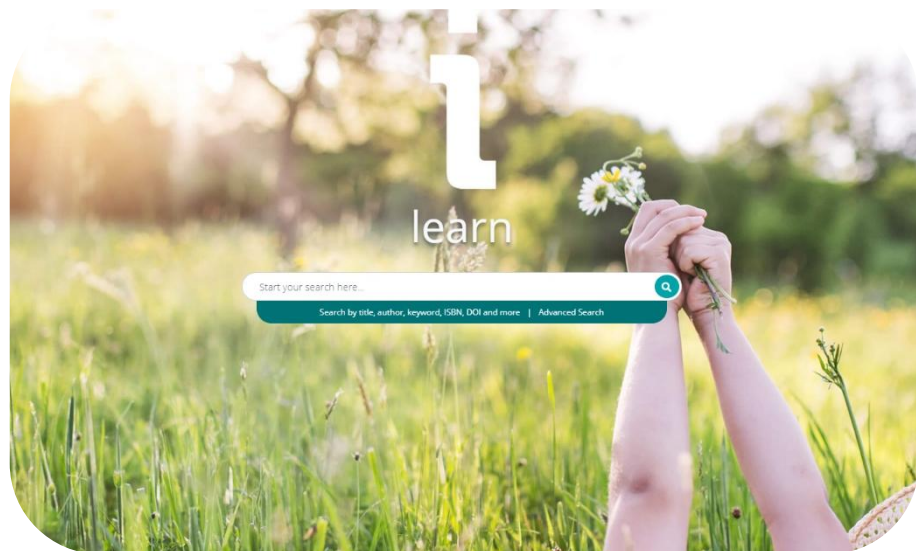 i
learn
Start your search here...
Search by title, author, keyword, ISBN, DOI and more | Advanced Search